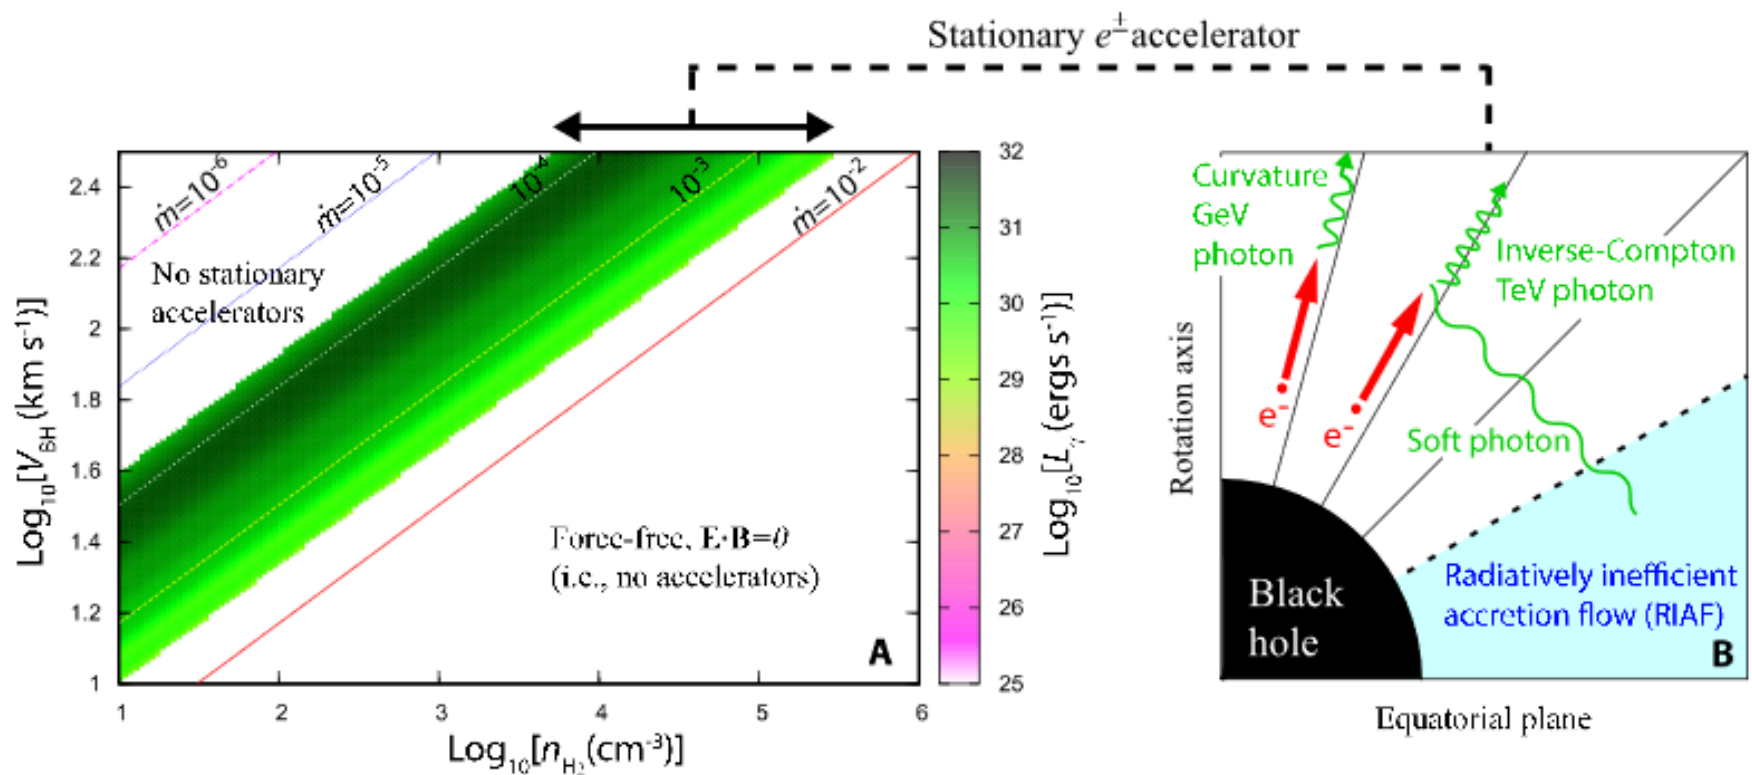 Stationary e± accelerator
ṁ=10⁻⁶
ṁ=10⁻⁵
10⁻⁴
10⁻³
ṁ=10⁻²
No stationary
accelerators
Force-free, E·B=0
(i.e., no accelerators)
A
2.4
2.2
2
1.8
1.6
1.4
1.2
1
Log₁₀[V_BH (km s⁻¹)]
1
2
3
4
5
6
Log₁₀[n_H₂(cm⁻³)]
32
31
30
29
28
27
26
25
Log₁₀[L_γ (ergs s⁻¹)]
Curvature
GeV
photon
Inverse-Compton
TeV photon
e⁻
e⁻
Soft photon
Rotation axis
Black
hole
Radiatively inefficient
accretion flow (RIAF)
B
Equatorial plane